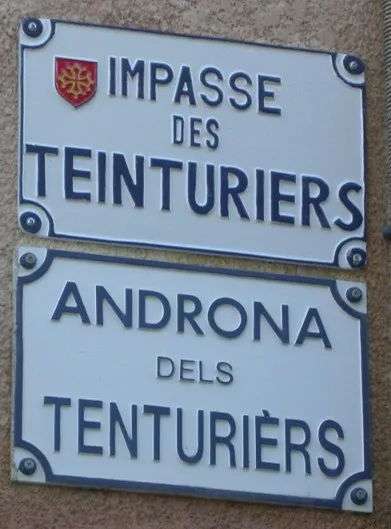 IMPASSE
DES
TEINTURIERS
ANDRONA
DELS
TENTURIÈRS